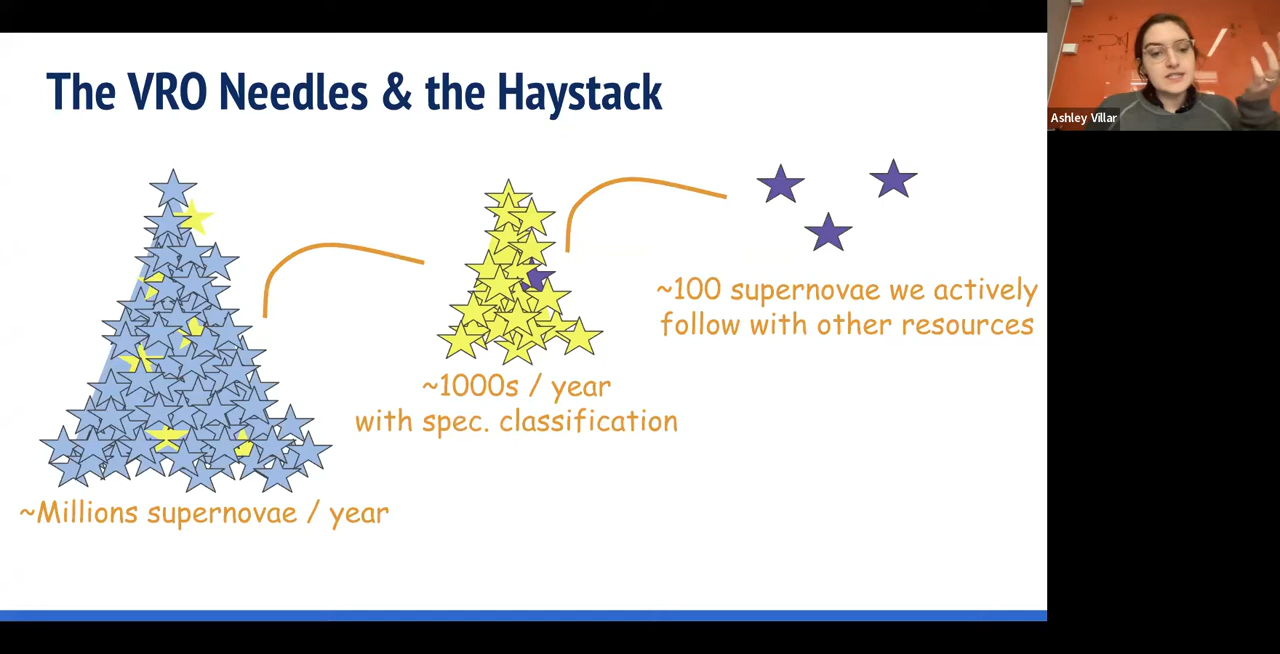 The VRO Needles & the Haystack
Ashley Villar
~100 supernovae we actively
follow with other resources
~1000s / year
with spec. classification
~Millions supernovae / year